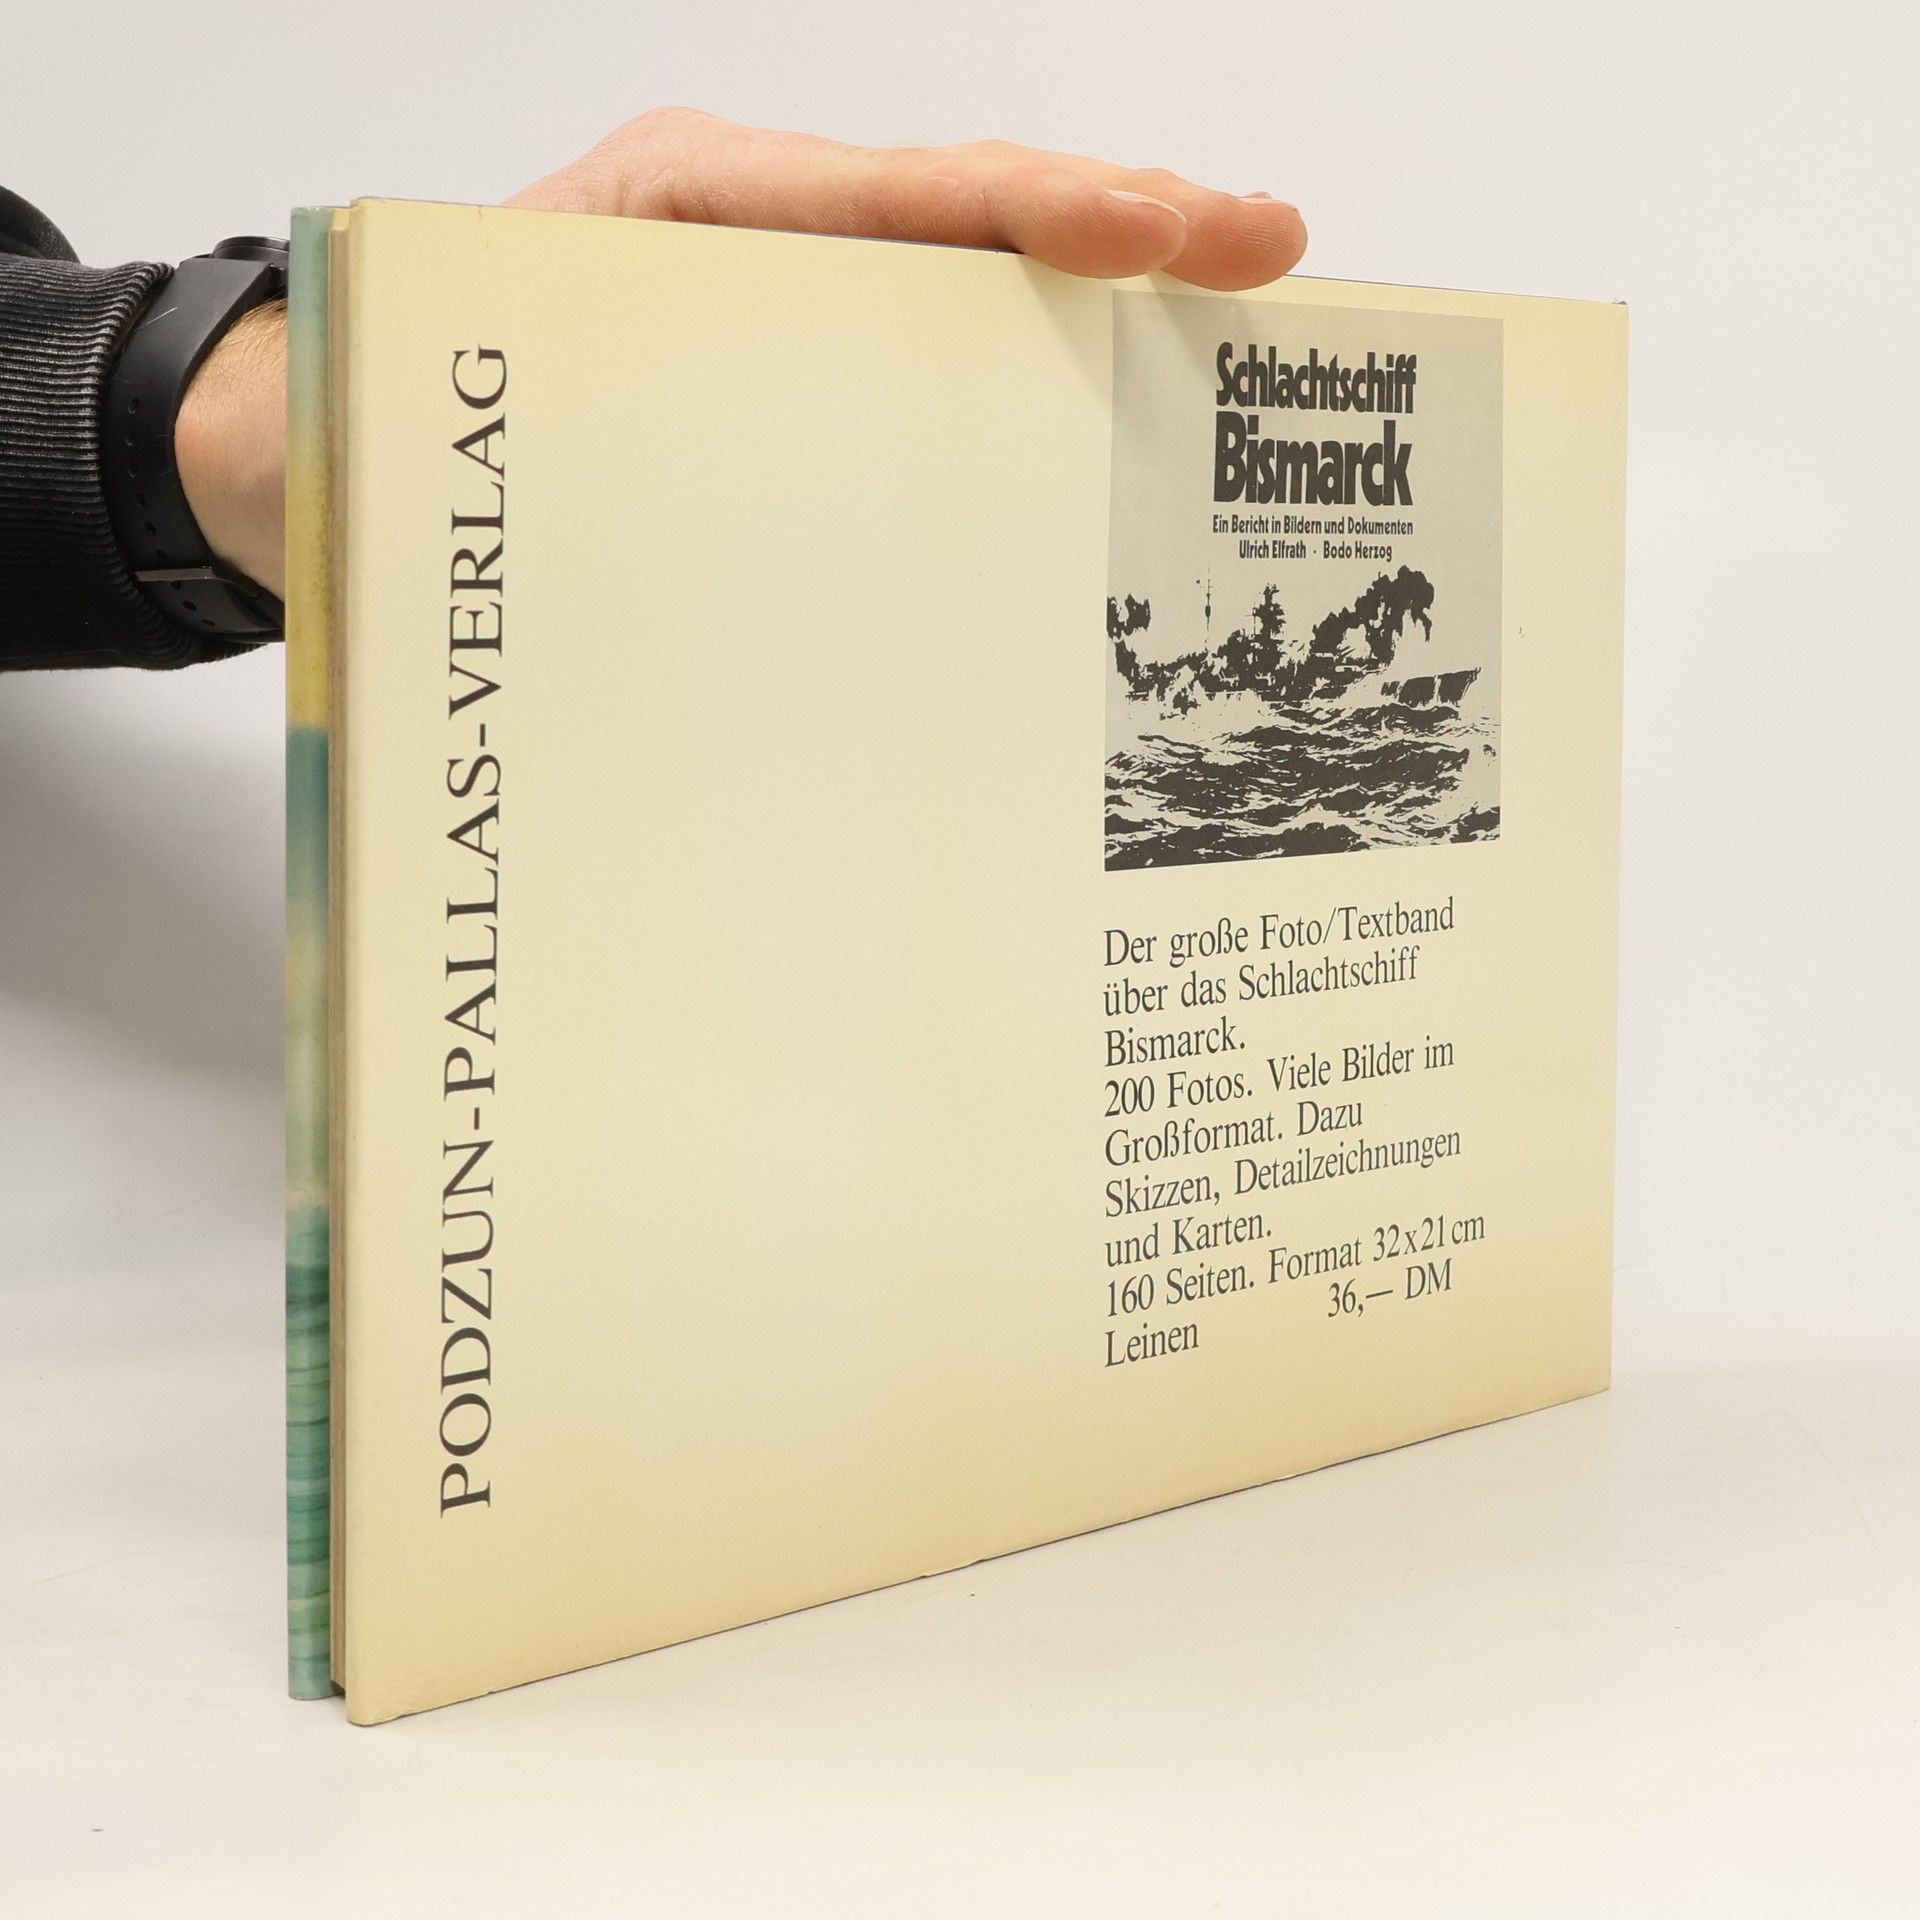 PODZUN-PALLAS-VERLAG
Schlachtschiff
Bismarck
Ein Bericht in Bildern und Dokumenten
Ulrich Elfrath · Bodo Herzog
Der große Foto/Textband
über das Schlachtschiff
Bismarck.
200 Fotos. Viele Bilder im
Großformat. Dazu
Skizzen, Detailzeichnungen
und Karten.
160 Seiten. Format 32x21 cm
Leinen 36,— DM